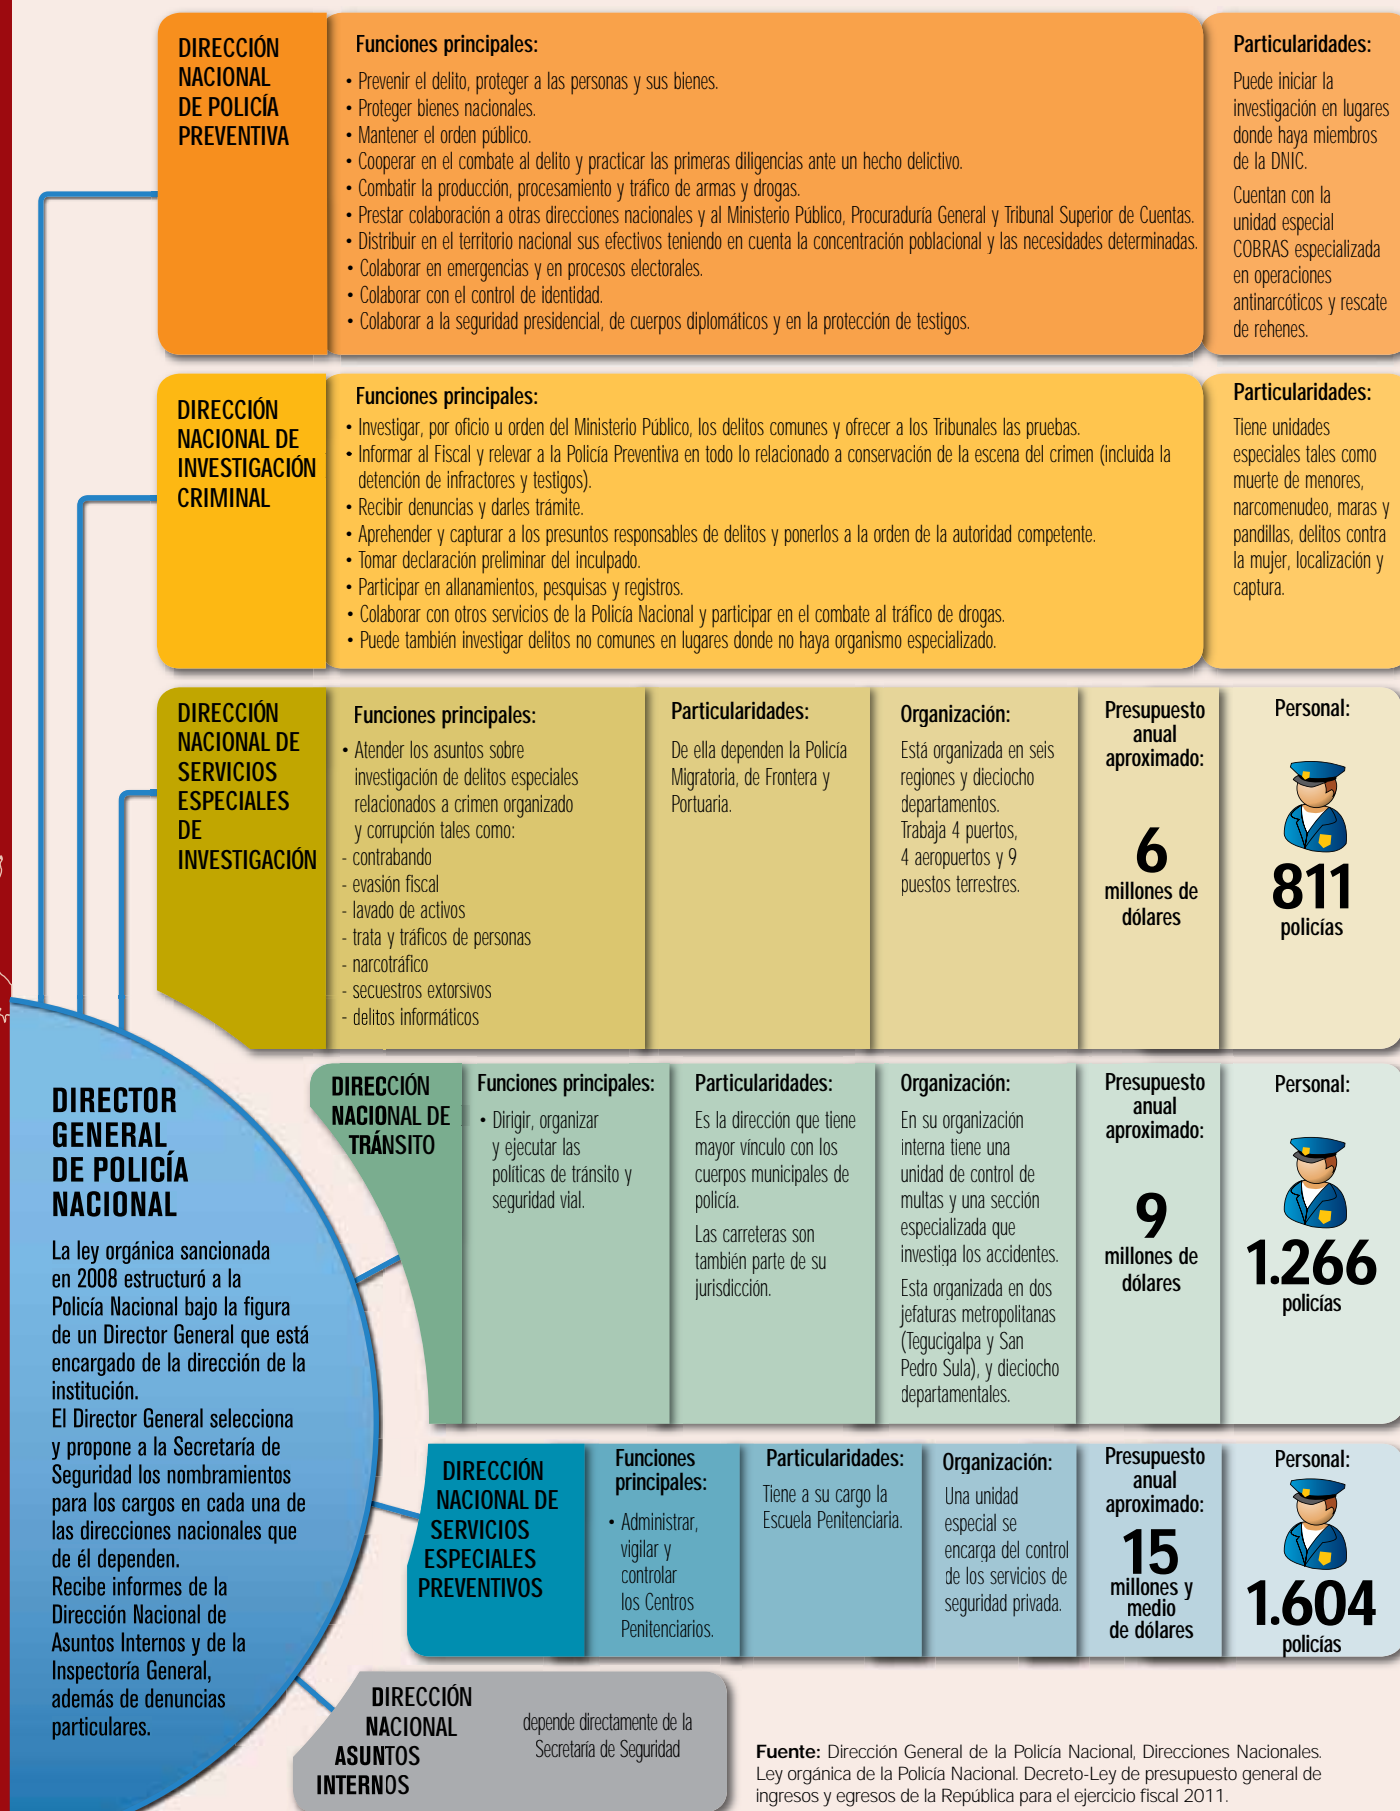 DIRECCIÓN
NACIONAL
DE POLICÍA
PREVENTIVA
Funciones principales:
• Prevenir el delito, proteger a las personas y sus bienes.
• Proteger bienes nacionales.
• Mantener el orden público.
• Cooperar en el combate al delito y practicar las primeras diligencias ante un hecho delictivo.
• Combatir la producción, procesamiento y tráfico de armas y drogas.
• Prestar colaboración a otras direcciones nacionales y al Ministerio Público, Procuraduría General y Tribunal Superior de Cuentas.
• Distribuir en el territorio nacional sus efectivos teniendo en cuenta la concentración poblacional y las necesidades determinadas.
• Colaborar en emergencias y en procesos electorales.
• Colaborar con el control de identidad.
• Colaborar a la seguridad presidencial, de cuerpos diplomáticos y en la protección de testigos.
Particularidades:
Puede iniciar la
investigación en lugares
donde haya miembros
de la DNIC.
Cuentan con la
unidad especial
COBRAS especializada
en operaciones
antinarcóticos y rescate
de rehenes.
DIRECCIÓN
NACIONAL DE
INVESTIGACIÓN
CRIMINAL
Funciones principales:
• Investigar, por oficio u orden del Ministerio Público, los delitos comunes y ofrecer a los Tribunales las pruebas.
• Informar al Fiscal y relevar a la Policía Preventiva en todo lo relacionado a conservación de la escena del crimen (incluida la
detención de infractores y testigos).
• Recibir denuncias y darles trámite.
• Aprehender y capturar a los presuntos responsables de delitos y ponerlos a la orden de la autoridad competente.
• Tomar declaración preliminar del inculpado.
• Participar en allanamientos, pesquisas y registros.
• Colaborar con otros servicios de la Policía Nacional y participar en el combate al tráfico de drogas.
• Puede también investigar delitos no comunes en lugares donde no haya organismo especializado.
Particularidades:
Tiene unidades
especiales tales como
muerte de menores,
narcomenudeo, maras y
pandillas, delitos contra
la mujer, localización y
captura.
DIRECCIÓN
NACIONAL DE
SERVICIOS
ESPECIALES
DE
INVESTIGACIÓN
Funciones principales:
• Atender los asuntos sobre
investigación de delitos especiales
relacionados a crimen organizado
y corrupción tales como:
- contrabando
- evasión fiscal
- lavado de activos
- trata y tráficos de personas
- narcotráfico
- secuestros extorsivos
- delitos informáticos
Particularidades:
De ella dependen la Policía
Migratoria, de Frontera y
Portuaria.
Organización:
Está organizada en seis
regiones y dieciocho
departamentos.
Trabaja 4 puertos,
4 aeropuertos y 9
puestos terrestres.
Presupuesto
anual
aproximado:
6
millones de
dólares
Personal:
811
policías
DIRECTOR
GENERAL
DE POLICÍA
NACIONAL
La ley orgánica sancionada
en 2008 estructuró a la
Policía Nacional bajo la figura
de un Director General que está
encargado de la dirección de la
institución.
El Director General selecciona
y propone a la Secretaría de
Seguridad los nombramientos
para los cargos en cada una de
las direcciones nacionales que
de él dependen.
Recibe informes de la
Dirección Nacional de
Asuntos Internos y de la
Inspectoría General,
además de denuncias
particulares.
DIRECCIÓN
NACIONAL DE
TRÁNSITO
Funciones principales:
• Dirigir, organizar
y ejecutar las
políticas de tránsito y
seguridad vial.
Particularidades:
Es la dirección que tiene
mayor vínculo con los
cuerpos municipales de
policía.
Las carreteras son
también parte de su
jurisdicción.
Organización:
En su organización
interna tiene una
unidad de control de
multas y una sección
especializada que
investiga los accidentes.
Esta organizada en dos
jefaturas metropolitanas
(Tegucigalpa y San
Pedro Sula), y dieciocho
departamentales.
Presupuesto
anual
aproximado:
9
millones de
dólares
Personal:
1.266
policías
DIRECCIÓN
NACIONAL DE
SERVICIOS
ESPECIALES
PREVENTIVOS
Funciones
principales:
• Administrar,
vigilar y
controlar
los Centros
Penitenciarios.
Particularidades:
Tiene a su cargo la
Escuela Penitenciaria.
Organización:
Una unidad
especial se
encarga del control
de los servicios de
seguridad privada.
Presupuesto
anual
aproximado:
15
millones y
medio
de dólares
Personal:
1.604
policías
DIRECCIÓN
NACIONAL
ASUNTOS
INTERNOS
depende directamente de la
Secretaría de Seguridad
Fuente: Dirección General de la Policía Nacional, Direcciones Nacionales.
Ley orgánica de la Policía Nacional. Decreto-Ley de presupuesto general de
ingresos y egresos de la República para el ejercicio fiscal 2011.